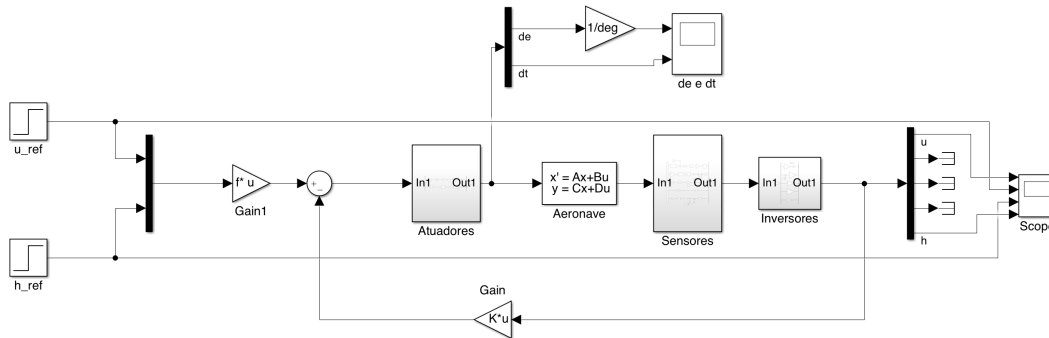 de
1/deg
dt
de e dt
u_ref
f* u
Gain1
+
_
In1 Out1
Atuadores
x' = Ax+Bu
y = Cx+Du
Aeronave
In1 Out1
Sensores
In1 Out1
Inversores
u
h
Scope
h_ref
Gain
K*u